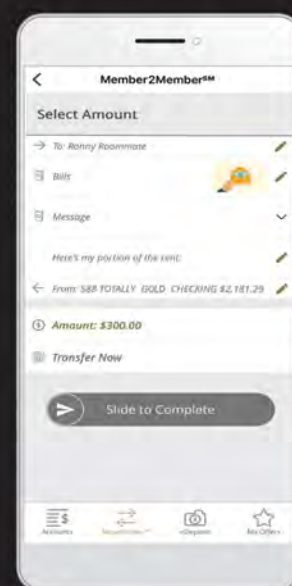 Member2Member℠
Select Amount
To: Ronny Roommate
Bills
Message
Here's my portion of the rent.
From: S88 TOTALLY GOLD CHECKING $2,181.29
Amount: $300.00
Transfer Now
Slide to Complete
Accounts
eDeposit
My Offers